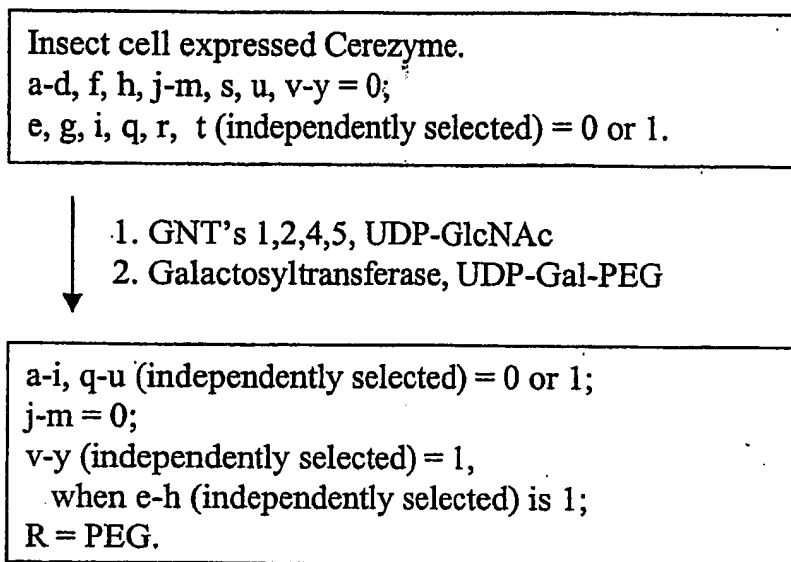 Insect cell expressed Cerezyme.
a-d, f, h, j-m, s, u, v-y = 0;
e, g, i, q, r, t (independently selected) = 0 or 1.
1. GNT's 1,2,4,5, UDP-GlcNAc
2. Galactosyltransferase, UDP-Gal-PEG
a-i, q-u (independently selected) = 0 or 1;
j-m = 0;
v-y (independently selected) = 1,
when e-h (independently selected) is 1;
R = PEG.